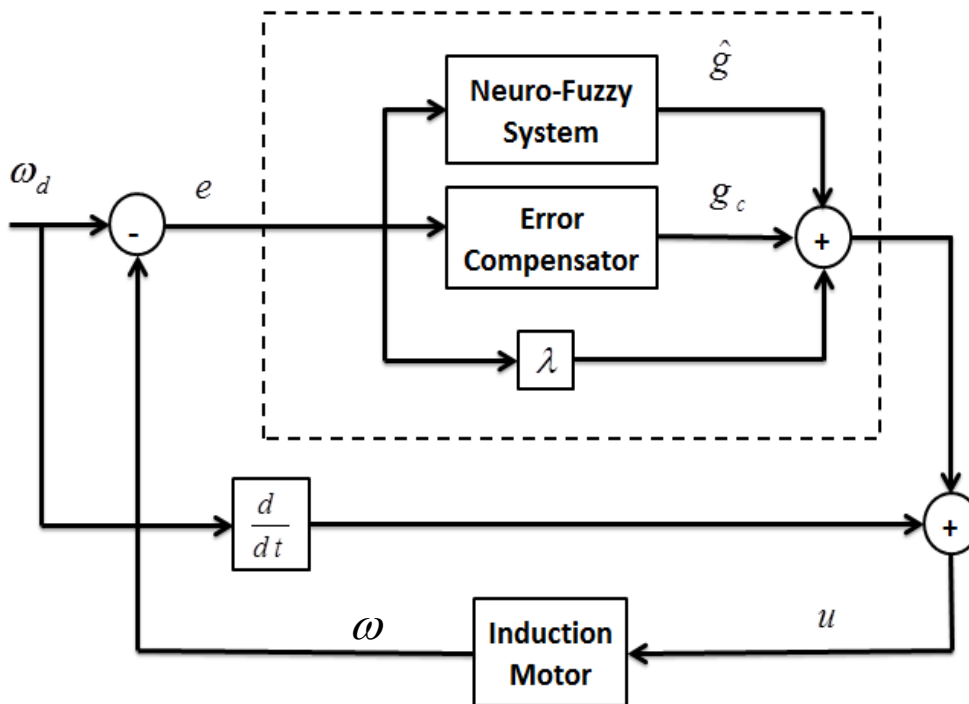 ĝ
Neuro-Fuzzy
System
ω_d
e
-
Error
Compensator
g_c
+
λ
d
dt
+
ω
Induction
Motor
u